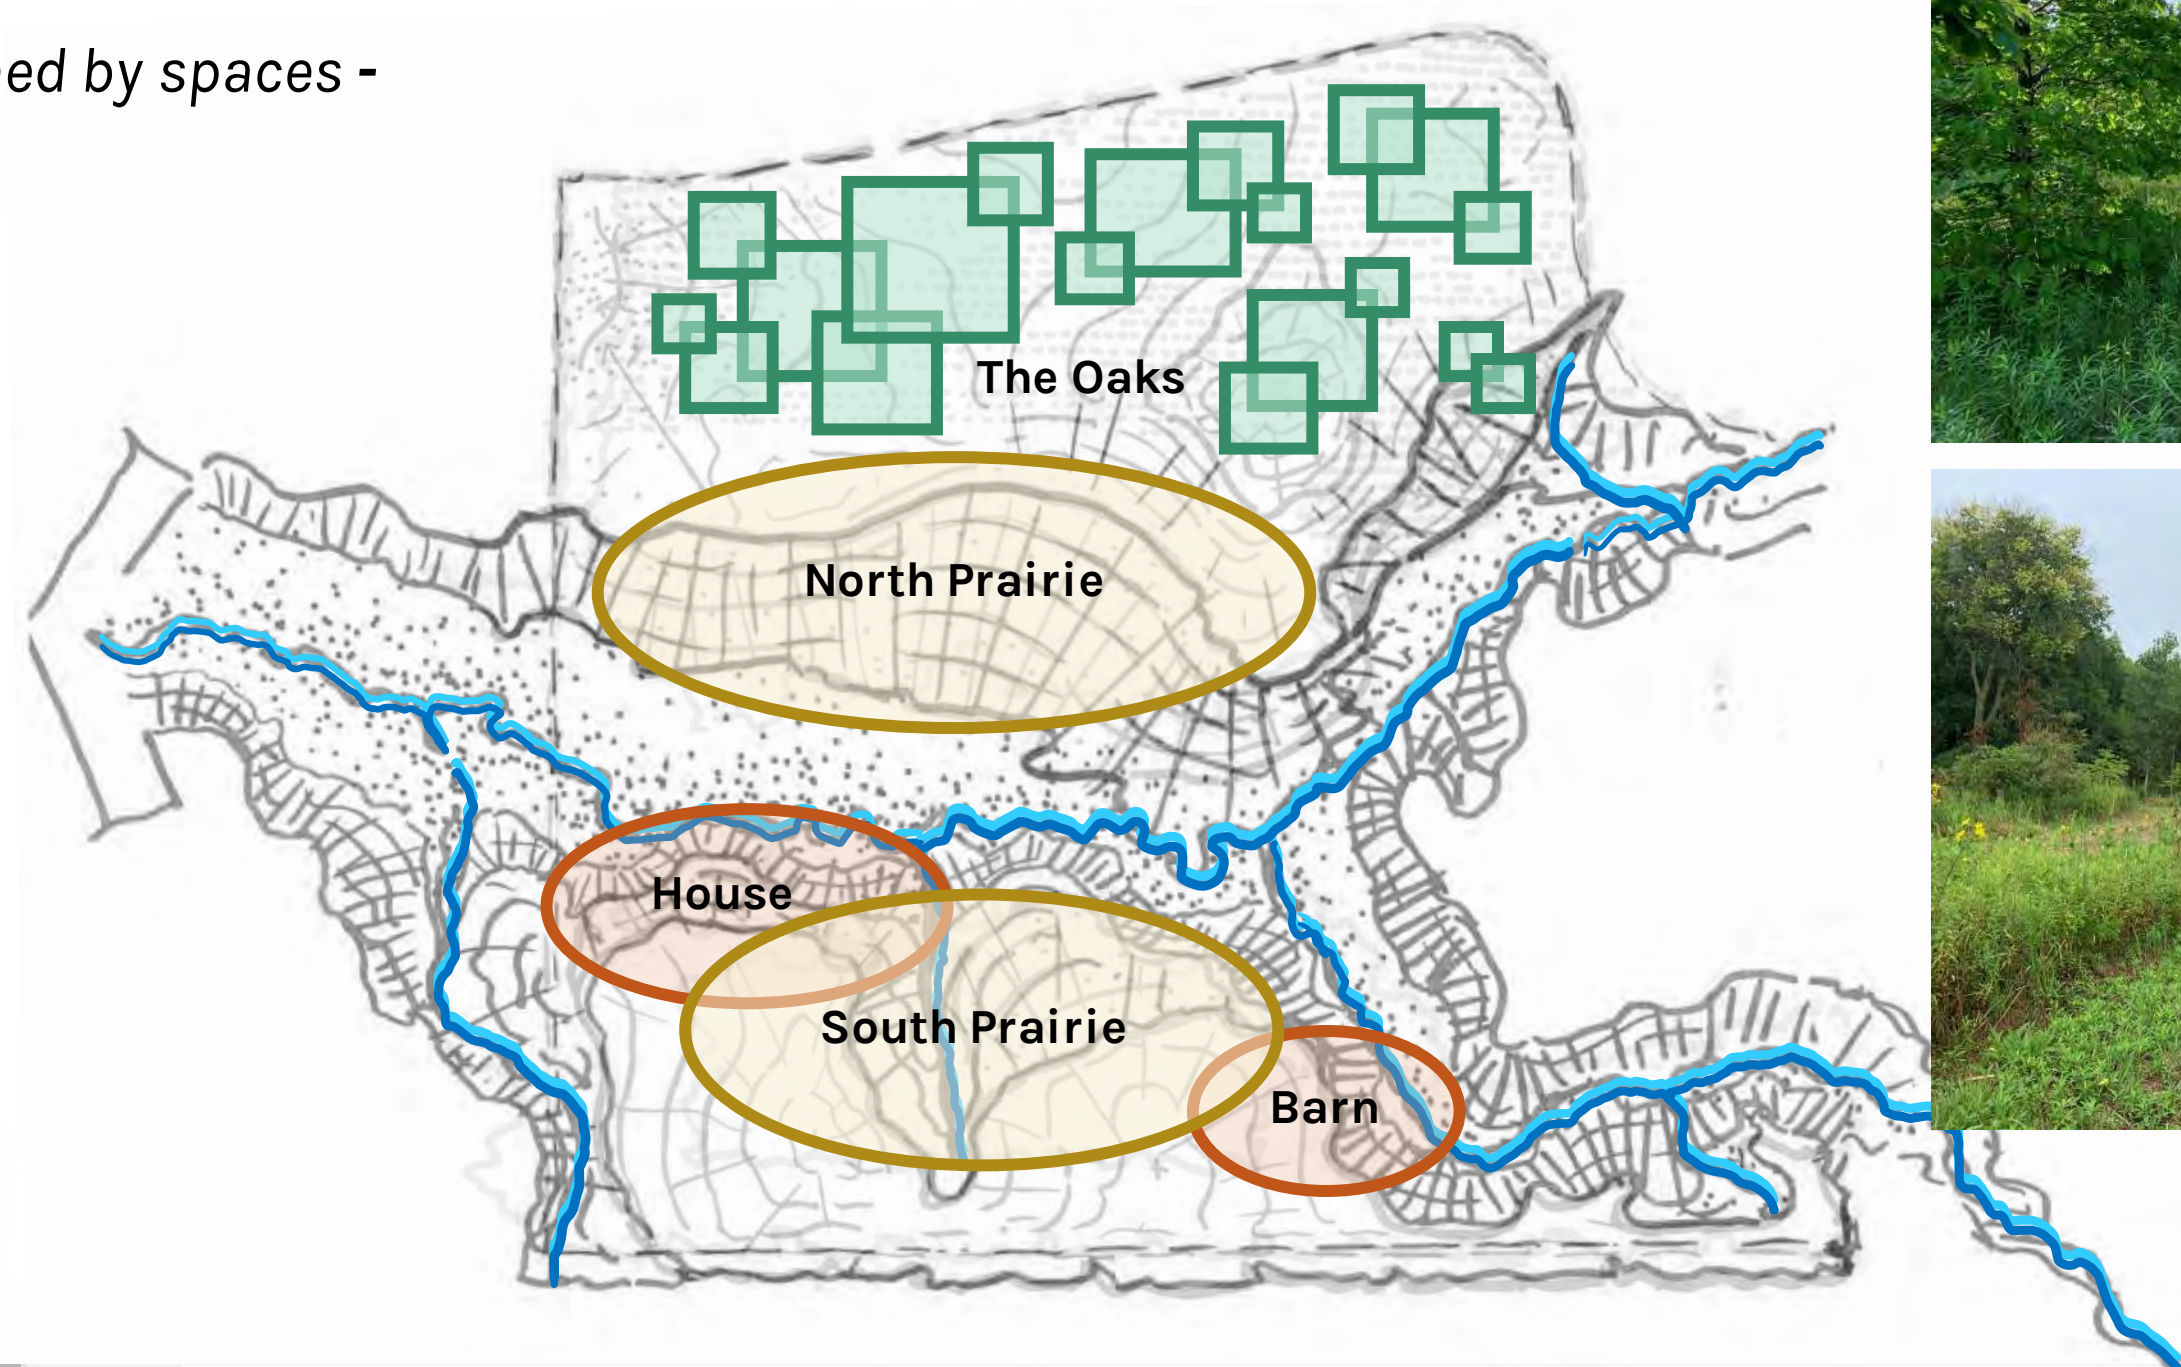 ed by spaces -
The Oaks
North Prairie
House
South Prairie
Barn